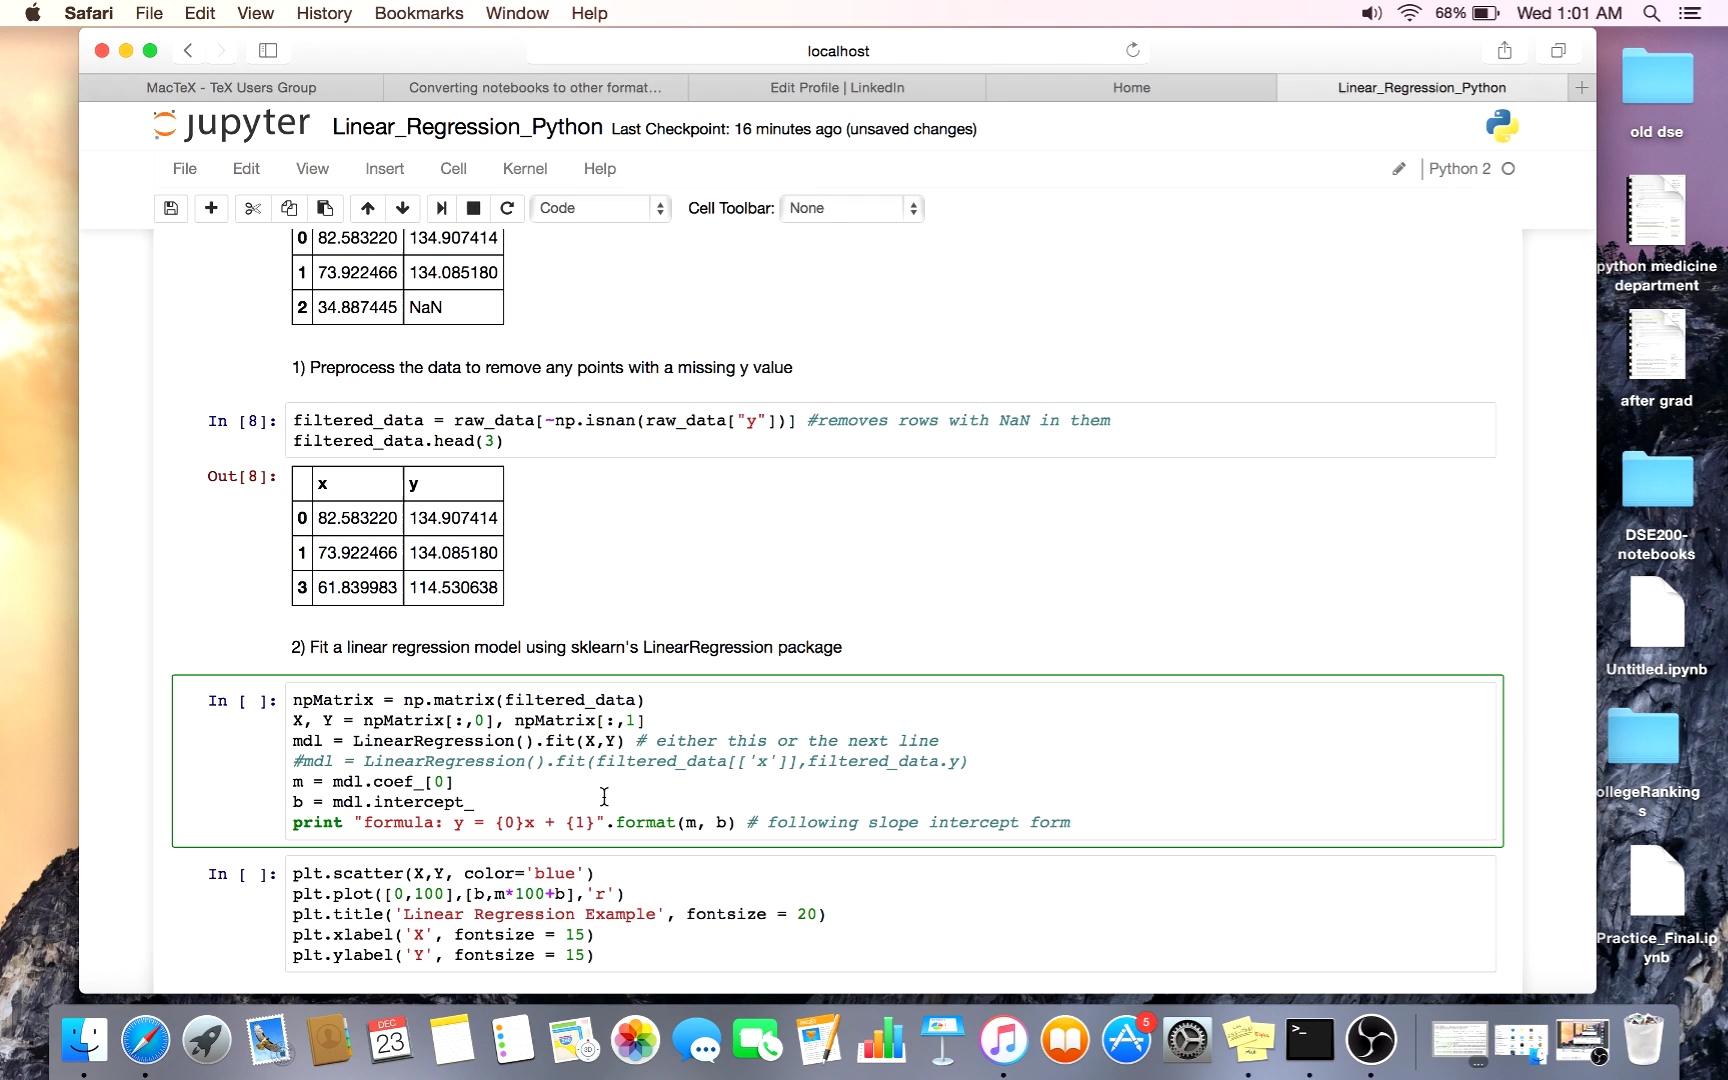 Safari File Edit View History Bookmarks Window Help 68% Wed 1:01 AM
localhost
MacTeX - TeX Users Group Converting notebooks to other format... Edit Profile | LinkedIn Home Linear_Regression_Python
jupyter Linear_Regression_Python Last Checkpoint: 16 minutes ago (unsaved changes)
File Edit View Insert Cell Kernel Help Python 2
Code Cell Toolbar: None
0 82.583220 134.907414
1 73.922466 134.085180
2 34.887445 NaN
1) Preprocess the data to remove any points with a missing y value
In [8]: filtered_data = raw_data[~np.isnan(raw_data["y"])] #removes rows with NaN in them
filtered_data.head(3)
Out[8]:
x y
0 82.583220 134.907414
1 73.922466 134.085180
3 61.839983 114.530638
2) Fit a linear regression model using sklearn's LinearRegression package
In [ ]: npMatrix = np.matrix(filtered_data)
X, Y = npMatrix[:,0], npMatrix[:,1]
mdl = LinearRegression().fit(X,Y) # either this or the next line
#mdl = LinearRegression().fit(filtered_data[['x']],filtered_data.y)
m = mdl.coef_[0]
b = mdl.intercept_
print "formula: y = {0}x + {1}".format(m, b) # following slope intercept form
In [ ]: plt.scatter(X,Y, color='blue')
plt.plot([0,100],[b,m*100+b],'r')
plt.title('Linear Regression Example', fontsize = 20)
plt.xlabel('X', fontsize = 15)
plt.ylabel('Y', fontsize = 15)
old dse
python medicine
department
after grad
DSE200-
notebooks
Untitled.ipynb
ollegeRanking
s
Practice_Final.ip
ynb
DEC
23
3D
5
>_